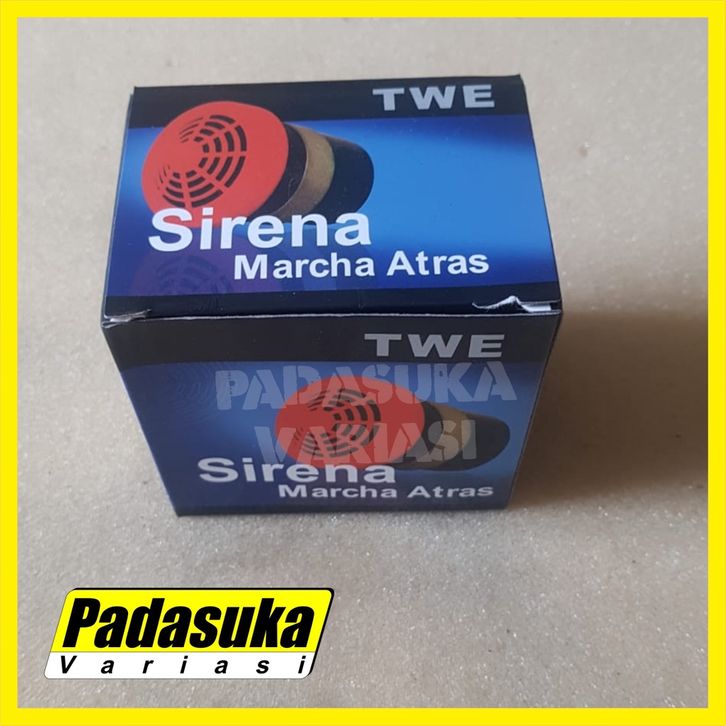 TWE
Sirena
Marcha Atras
TWE
PADASUKA
VARIASI
Sirena
Marcha Atras
Padasuka
Variasi